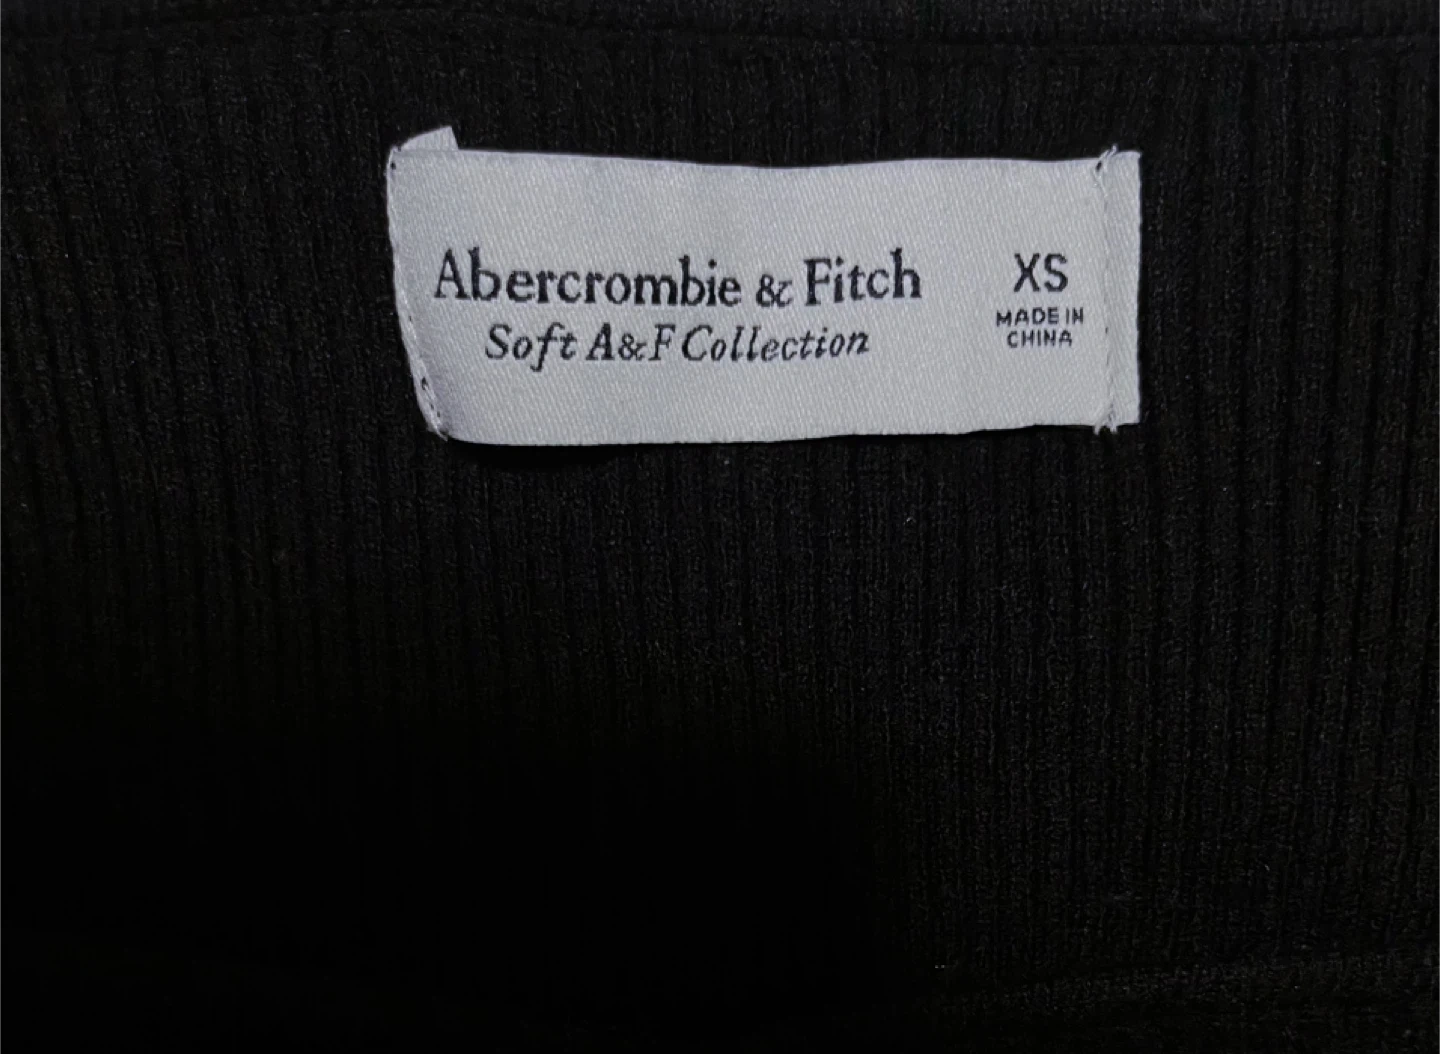 Abercrombie & Fitch
Soft A&F Collection
XS
MADE IN
CHINA